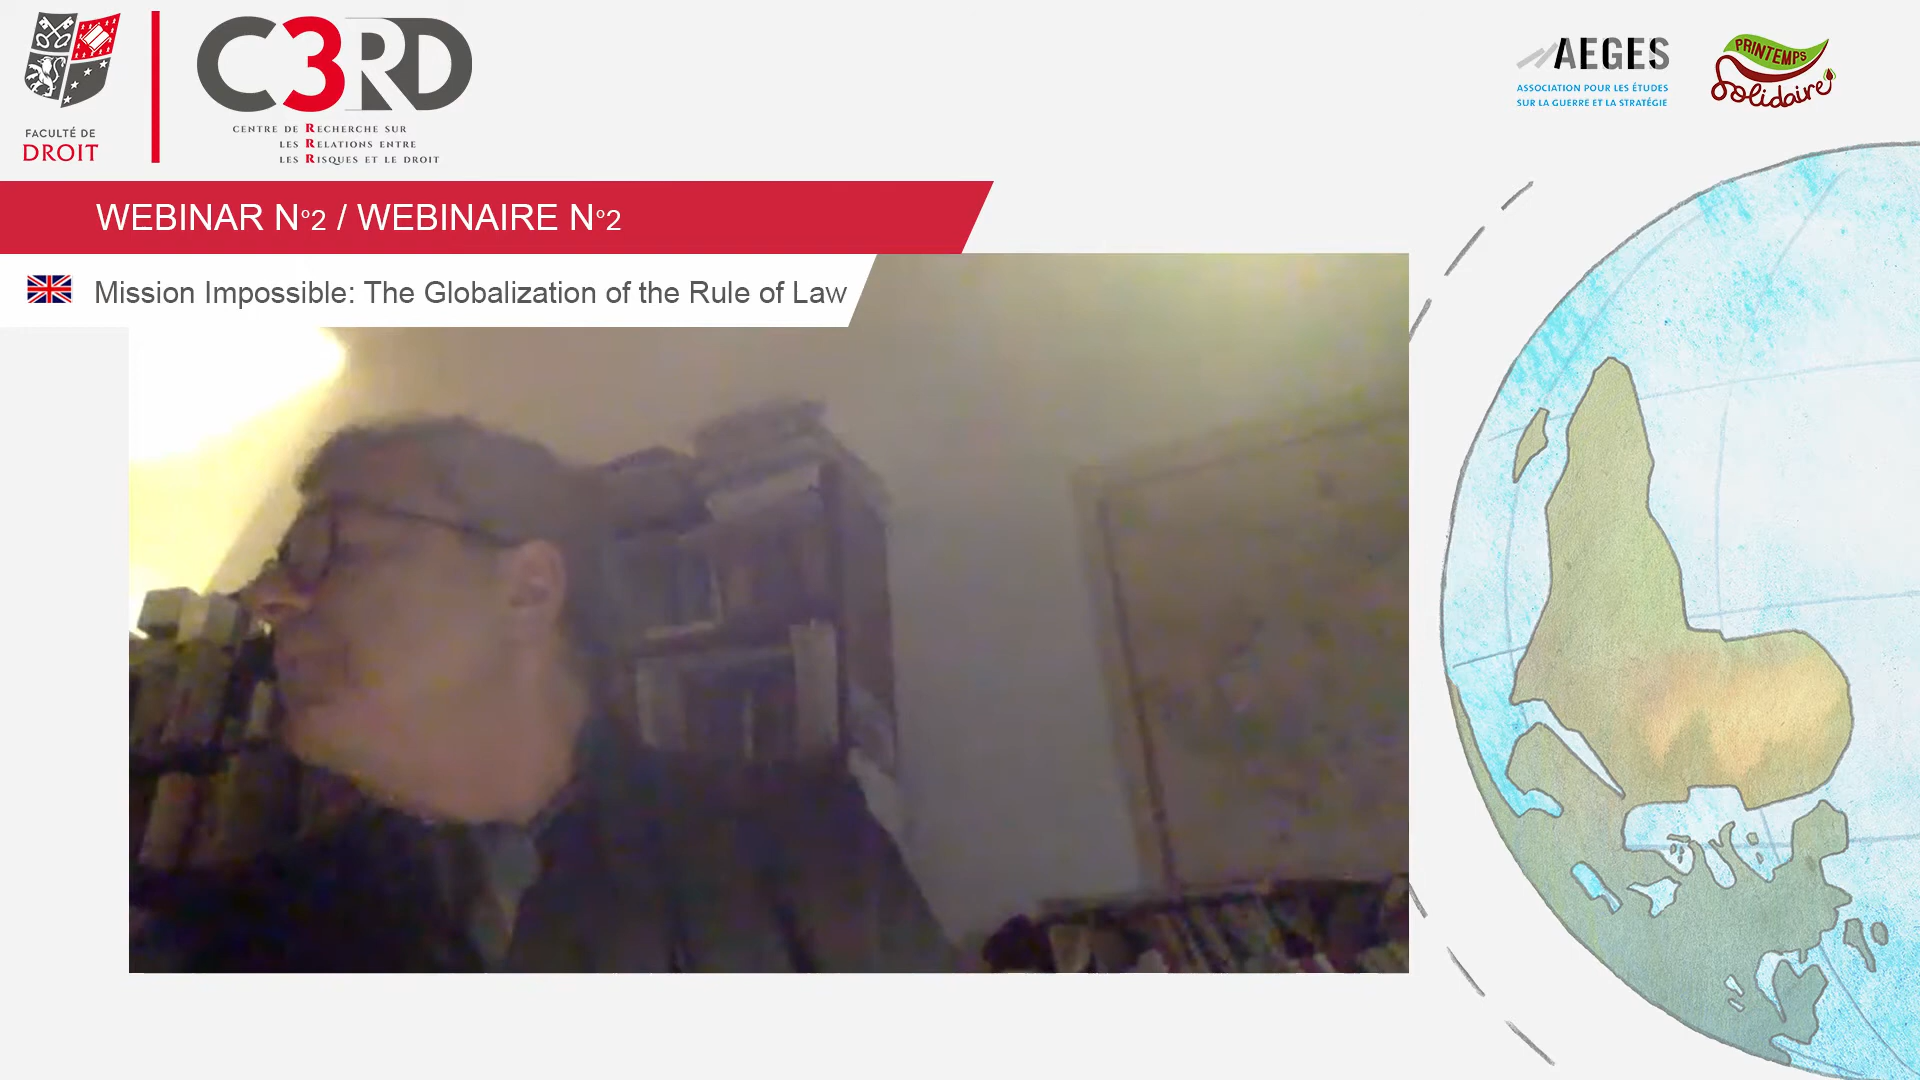 FACULTÉ DE
DROIT
C3RD
CENTRE DE RECHERCHE SUR
LES RELATIONS ENTRE
LES RISQUES ET LE DROIT
AEGES
ASSOCIATION POUR LES ÉTUDES
SUR LA GUERRE ET LA STRATÉGIE
PRINTEMPS
Solidaire
WEBINAR N°2 / WEBINAIRE N°2
Mission Impossible: The Globalization of the Rule of Law